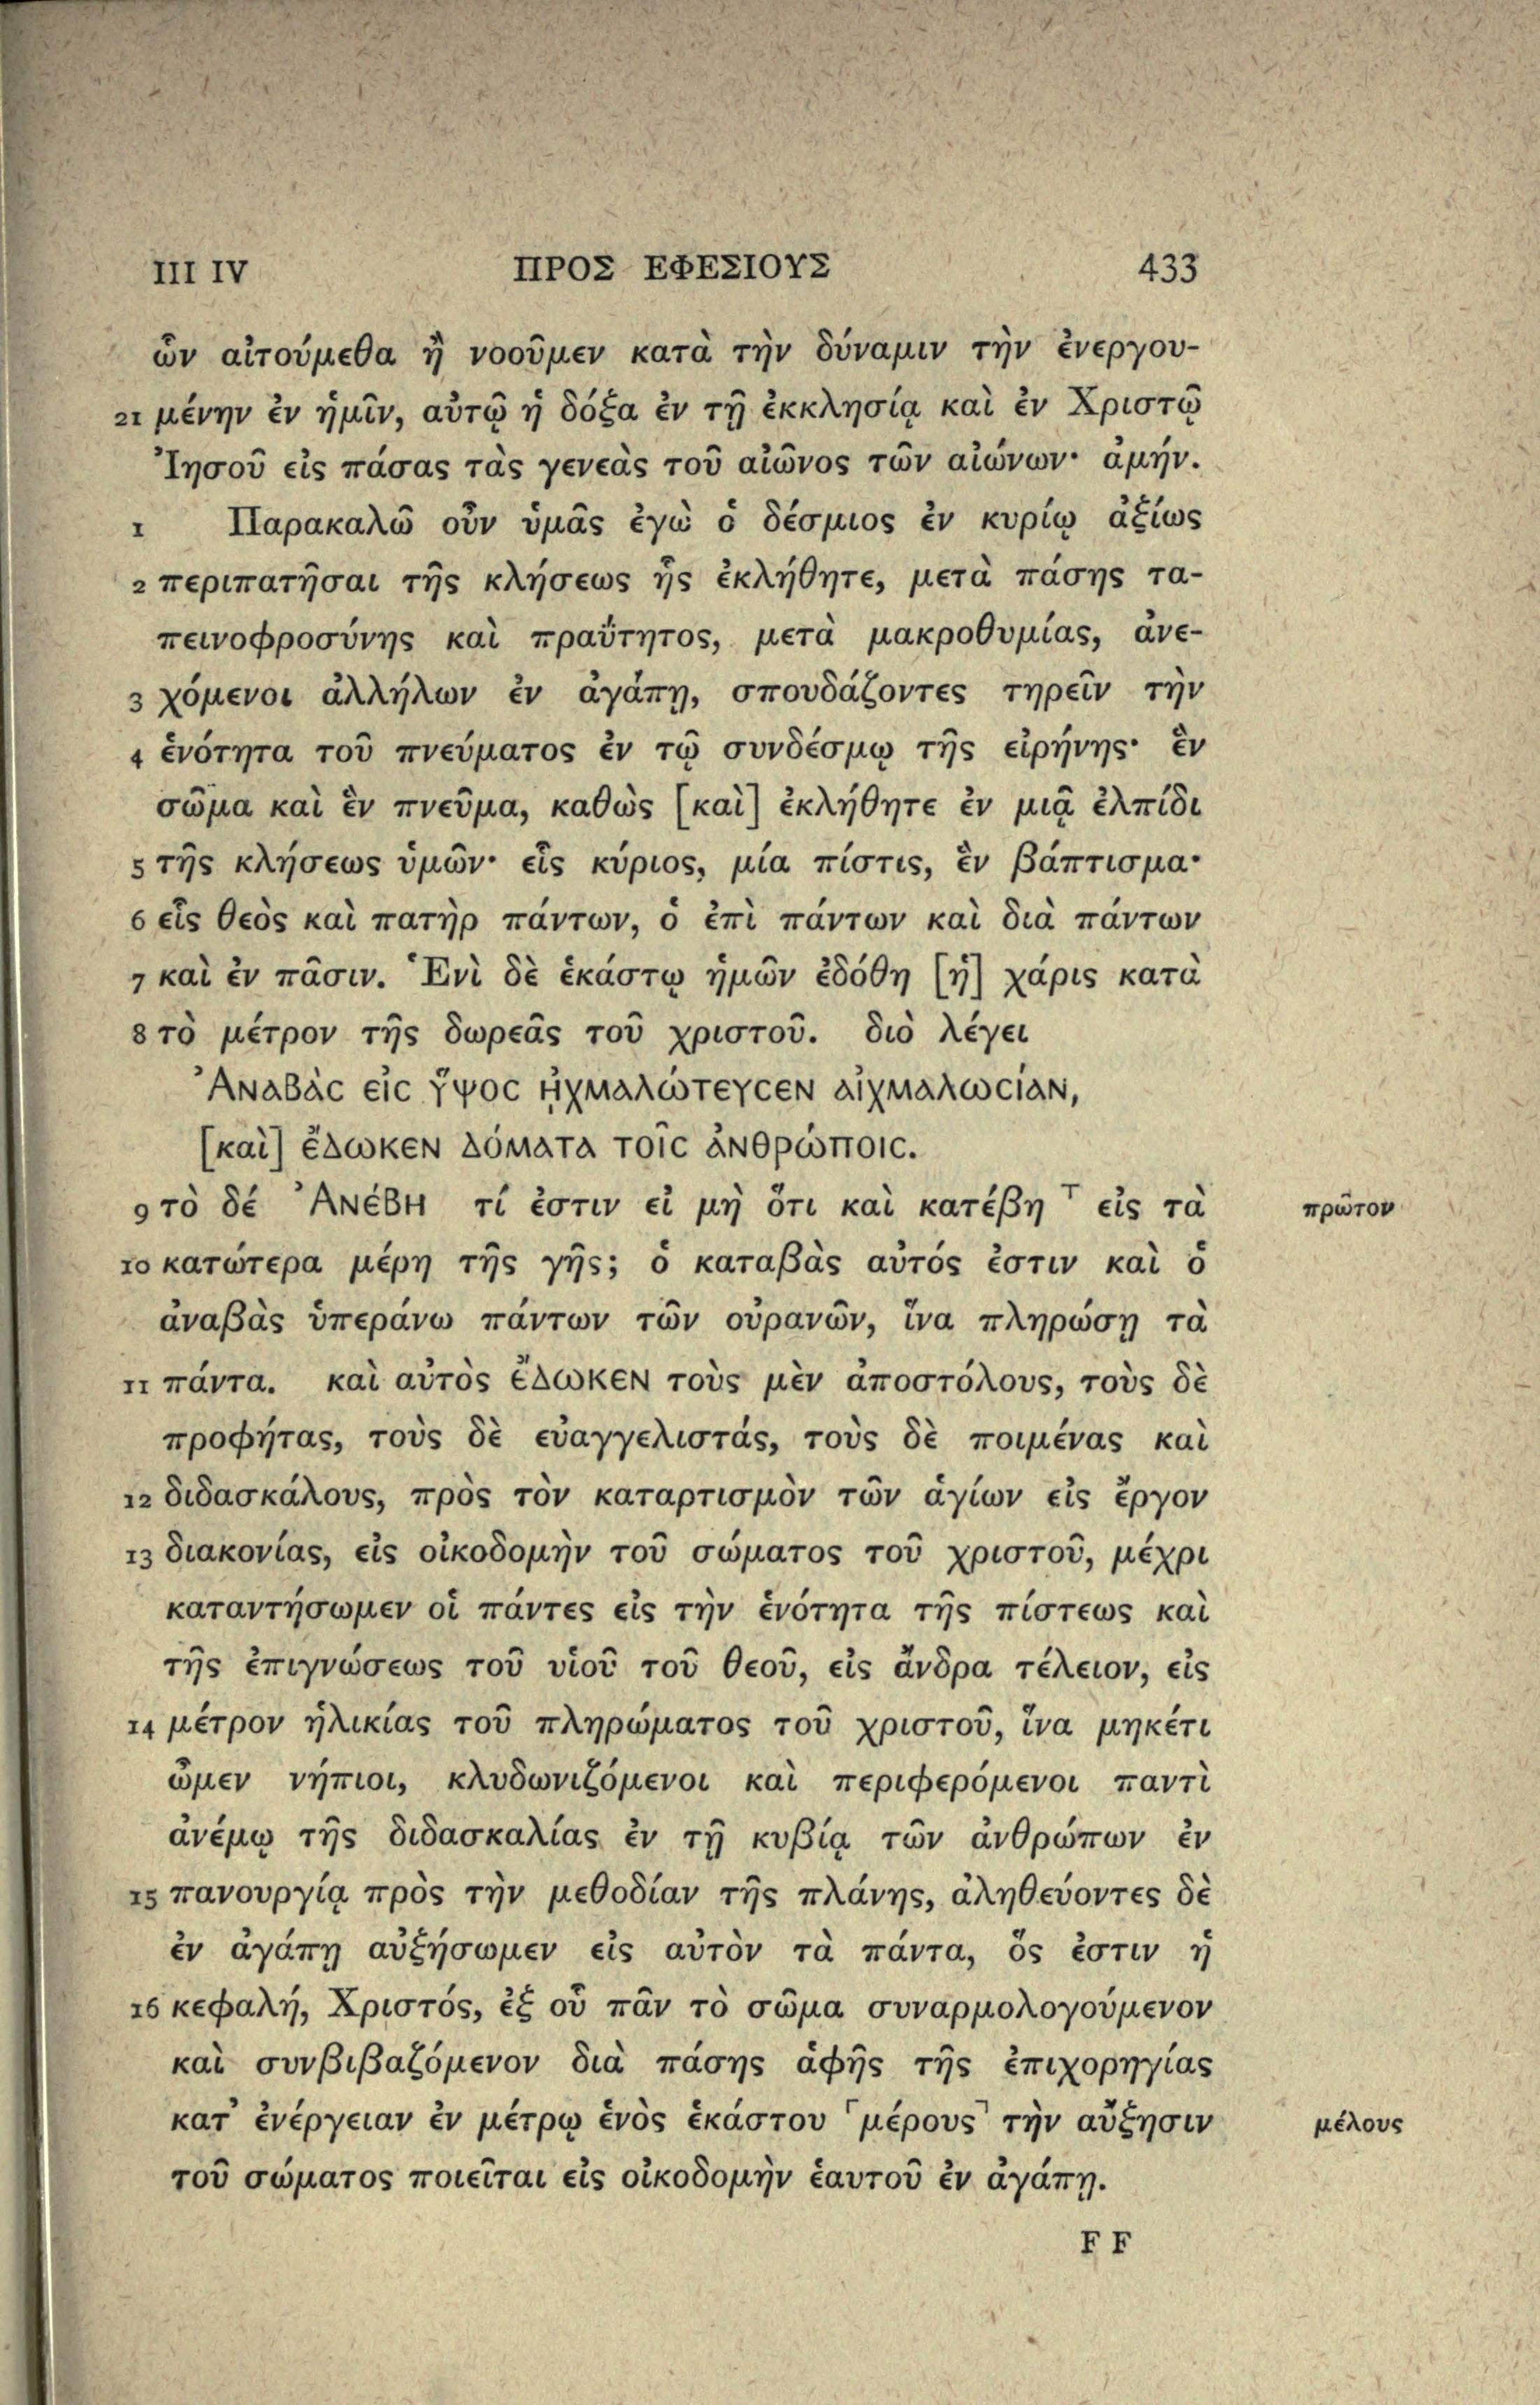 III IV ΠΡΟΣ ΕΦΕΣΙΟΥΣ 433
ὧν αἰτούμεθα ἢ νοοῦμεν κατὰ τὴν δύναμιν τὴν ἐνεργου-
21 μένην ἐν ἡμῖν, αὐτῷ ἡ δόξα ἐν τῇ ἐκκλησίᾳ καὶ ἐν Χριστῷ
Ἰησοῦ εἰς πάσας τὰς γενεὰς τοῦ αἰῶνος τῶν αἰώνων· ἀμήν.
1 Παρακαλῶ οὖν ὑμᾶς ἐγὼ ὁ δέσμιος ἐν κυρίῳ ἀξίως
2 περιπατῆσαι τῆς κλήσεως ἧς ἐκλήθητε, μετὰ πάσης τα-
πεινοφροσύνης καὶ πραΰτητος, μετὰ μακροθυμίας, ἀνε-
3 χόμενοι ἀλλήλων ἐν ἀγάπῃ, σπουδάζοντες τηρεῖν τὴν
4 ἑνότητα τοῦ πνεύματος ἐν τῷ συνδέσμῳ τῆς εἰρήνης· ἓν
σῶμα καὶ ἓν πνεῦμα, καθὼς [καὶ] ἐκλήθητε ἐν μιᾷ ἐλπίδι
5 τῆς κλήσεως ὑμῶν· εἷς κύριος, μία πίστις, ἓν βάπτισμα·
6 εἷς θεὸς καὶ πατὴρ πάντων, ὁ ἐπὶ πάντων καὶ διὰ πάντων
7 καὶ ἐν πᾶσιν. Ἑνὶ δὲ ἑκάστῳ ἡμῶν ἐδόθη [ἡ] χάρις κατὰ
8 τὸ μέτρον τῆς δωρεᾶς τοῦ χριστοῦ. διὸ λέγει
Ἀναβὰς εἰς ὕψος ᾐχμαλώτευσεν αἰχμαλωσίαν,
[καὶ] ἔδωκεν δόματα τοῖς ἀνθρώποις.
9 τὸ δέ Ἀνέβη τί ἐστιν εἰ μὴ ὅτι καὶ κατέβη ⸆ εἰς τὰ πρῶτον
10 κατώτερα μέρη τῆς γῆς; ὁ καταβὰς αὐτός ἐστιν καὶ ὁ
ἀναβὰς ὑπεράνω πάντων τῶν οὐρανῶν, ἵνα πληρώσῃ τὰ
11 πάντα. καὶ αὐτὸς ἔδωκεν τοὺς μὲν ἀποστόλους, τοὺς δὲ
προφήτας, τοὺς δὲ εὐαγγελιστάς, τοὺς δὲ ποιμένας καὶ
12 διδασκάλους, πρὸς τὸν καταρτισμὸν τῶν ἁγίων εἰς ἔργον
13 διακονίας, εἰς οἰκοδομὴν τοῦ σώματος τοῦ χριστοῦ, μέχρι
καταντήσωμεν οἱ πάντες εἰς τὴν ἑνότητα τῆς πίστεως καὶ
τῆς ἐπιγνώσεως τοῦ υἱοῦ τοῦ θεοῦ, εἰς ἄνδρα τέλειον, εἰς
14 μέτρον ἡλικίας τοῦ πληρώματος τοῦ χριστοῦ, ἵνα μηκέτι
ὦμεν νήπιοι, κλυδωνιζόμενοι καὶ περιφερόμενοι παντὶ
ἀνέμῳ τῆς διδασκαλίας ἐν τῇ κυβίᾳ τῶν ἀνθρώπων ἐν
15 πανουργίᾳ πρὸς τὴν μεθοδίαν τῆς πλάνης, ἀληθεύοντες δὲ
ἐν ἀγάπῃ αὐξήσωμεν εἰς αὐτὸν τὰ πάντα, ὅς ἐστιν ἡ
16 κεφαλή, Χριστός, ἐξ οὗ πᾶν τὸ σῶμα συναρμολογούμενον
καὶ συνβιβαζόμενον διὰ πάσης ἁφῆς τῆς ἐπιχορηγίας
κατ᾽ ἐνέργειαν ἐν μέτρῳ ἑνὸς ἑκάστου ⸀μέρους⸣ τὴν αὔξησιν μέλους
τοῦ σώματος ποιεῖται εἰς οἰκοδομὴν ἑαυτοῦ ἐν ἀγάπῃ.
F F